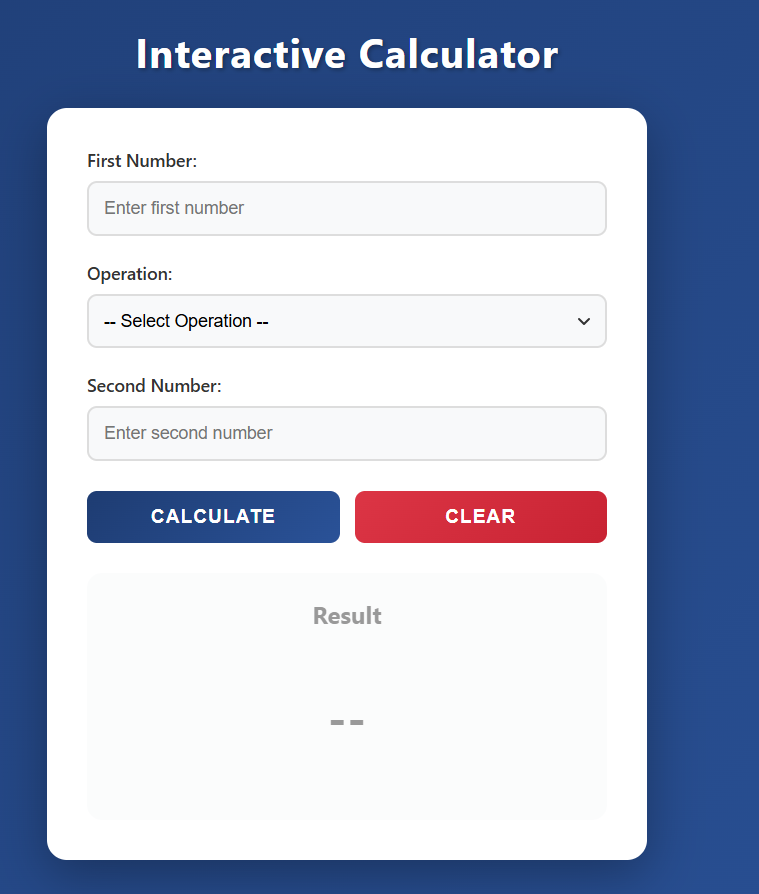 Interactive Calculator
First Number:
Enter first number
Operation:
-- Select Operation --
Second Number:
Enter second number
CALCULATE CLEAR
Result
--